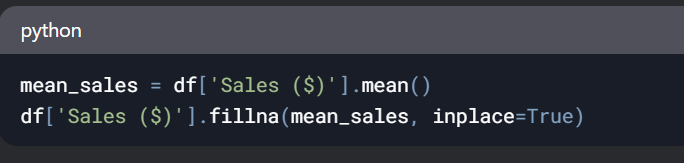 python
mean_sales = df['Sales ($)'].mean()
df['Sales ($)'].fillna(mean_sales, inplace=True)